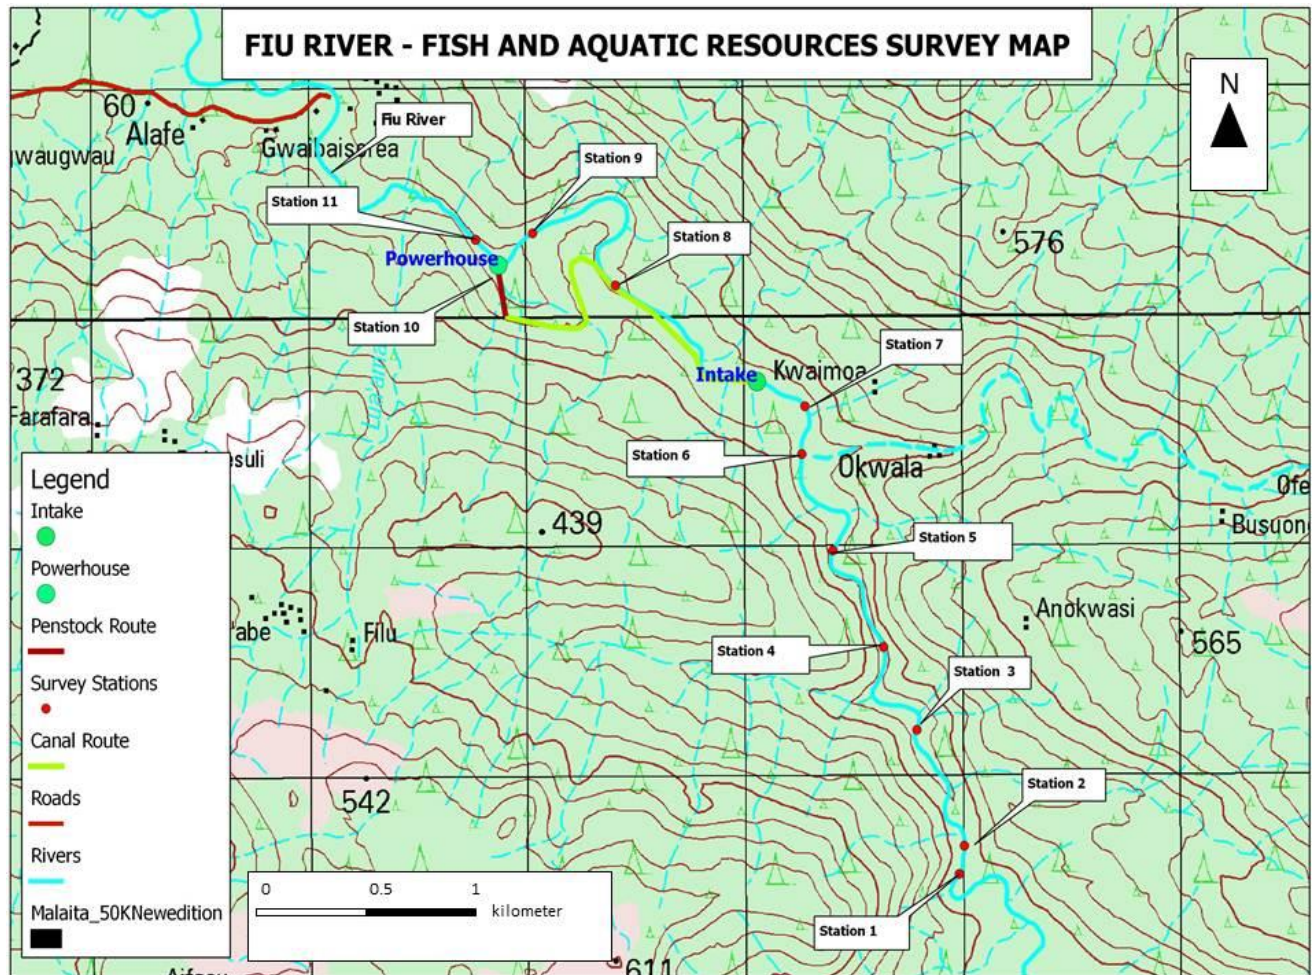 FIU RIVER - FISH AND AQUATIC RESOURCES SURVEY MAP
N
60
Alafe
Fiu River
Station 9
Station 11
Station 8
576
Powerhouse
Station 10
Station 7
372
Intake
Kwaimoa
Farafara
Station 6
Okwala
439
Station 5
Anokwasi
Filu
565
Station 4
Station 3
542
Station 2
Station 1
611
Legend
Intake
Powerhouse
Penstock Route
Survey Stations
Canal Route
Roads
Rivers
Malaita_50KNewedition
0 0.5 1
kilometer